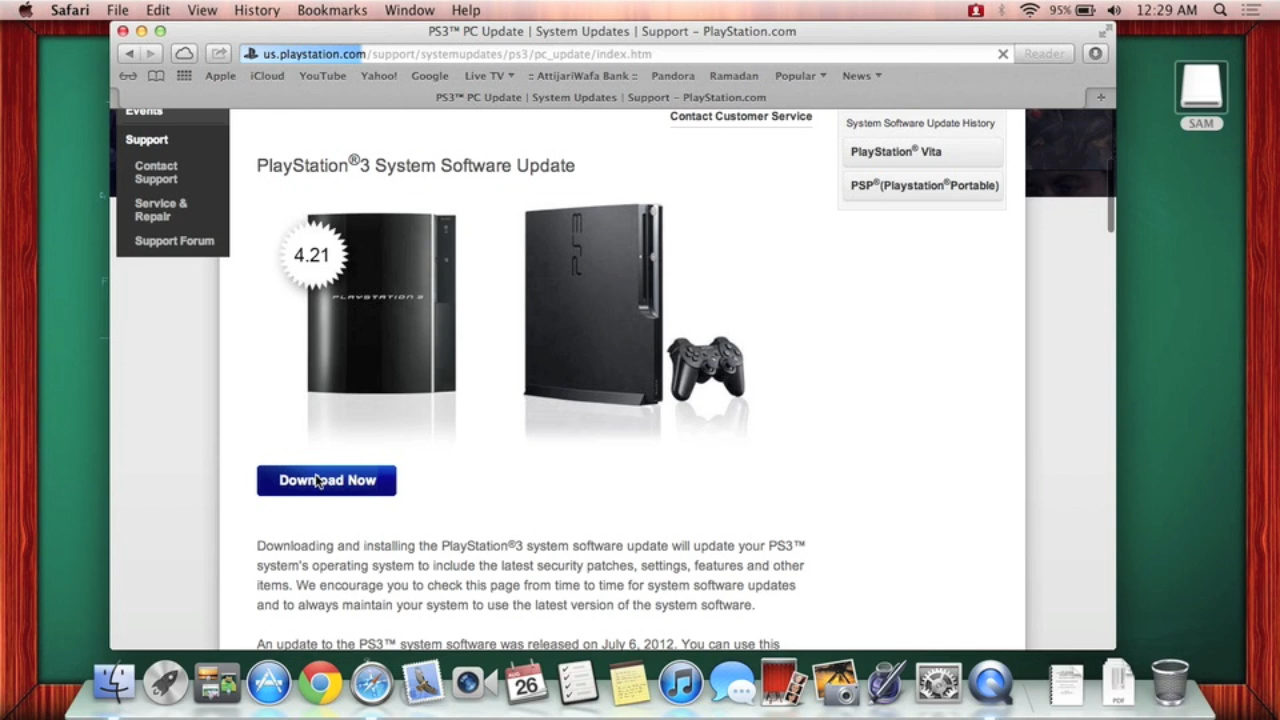 Safari File Edit View History Bookmarks Window Help 95% 12:29 AM
PS3™ PC Update | System Updates | Support – PlayStation.com
us.playstation.com/support/systemupdates/ps3/pc_update/index.htm Reader
Apple iCloud YouTube Yahoo! Google Live TV :: AttijariWafa Bank :: Pandora Ramadan Popular News
PS3™ PC Update | System Updates | Support – PlayStation.com
SAM
Events
Support
Contact
Support
Service &
Repair
Support Forum
Contact Customer Service
System Software Update History
PlayStation® Vita
PSP®(Playstation®Portable)
PlayStation®3 System Software Update
4.21
PLAYSTATION 3
PS3
Download Now
Downloading and installing the PlayStation®3 system software update will update your PS3™
system's operating system to include the latest security patches, settings, features and other
items. We encourage you to check this page from time to time for system software updates
and to always maintain your system to use the latest version of the system software.
An update to the PS3™ system software was released on July 6, 2012. You can use this
AUG
26
PDF